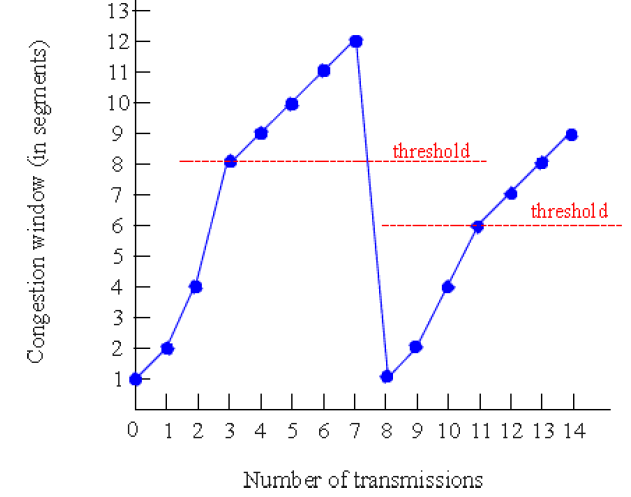 13
12
11
10
9
8
7
6
5
4
3
2
1
Congestion window (in segments)
threshold
threshold
0 1 2 3 4 5 6 7 8 9 10 11 12 13 14
Number of transmissions